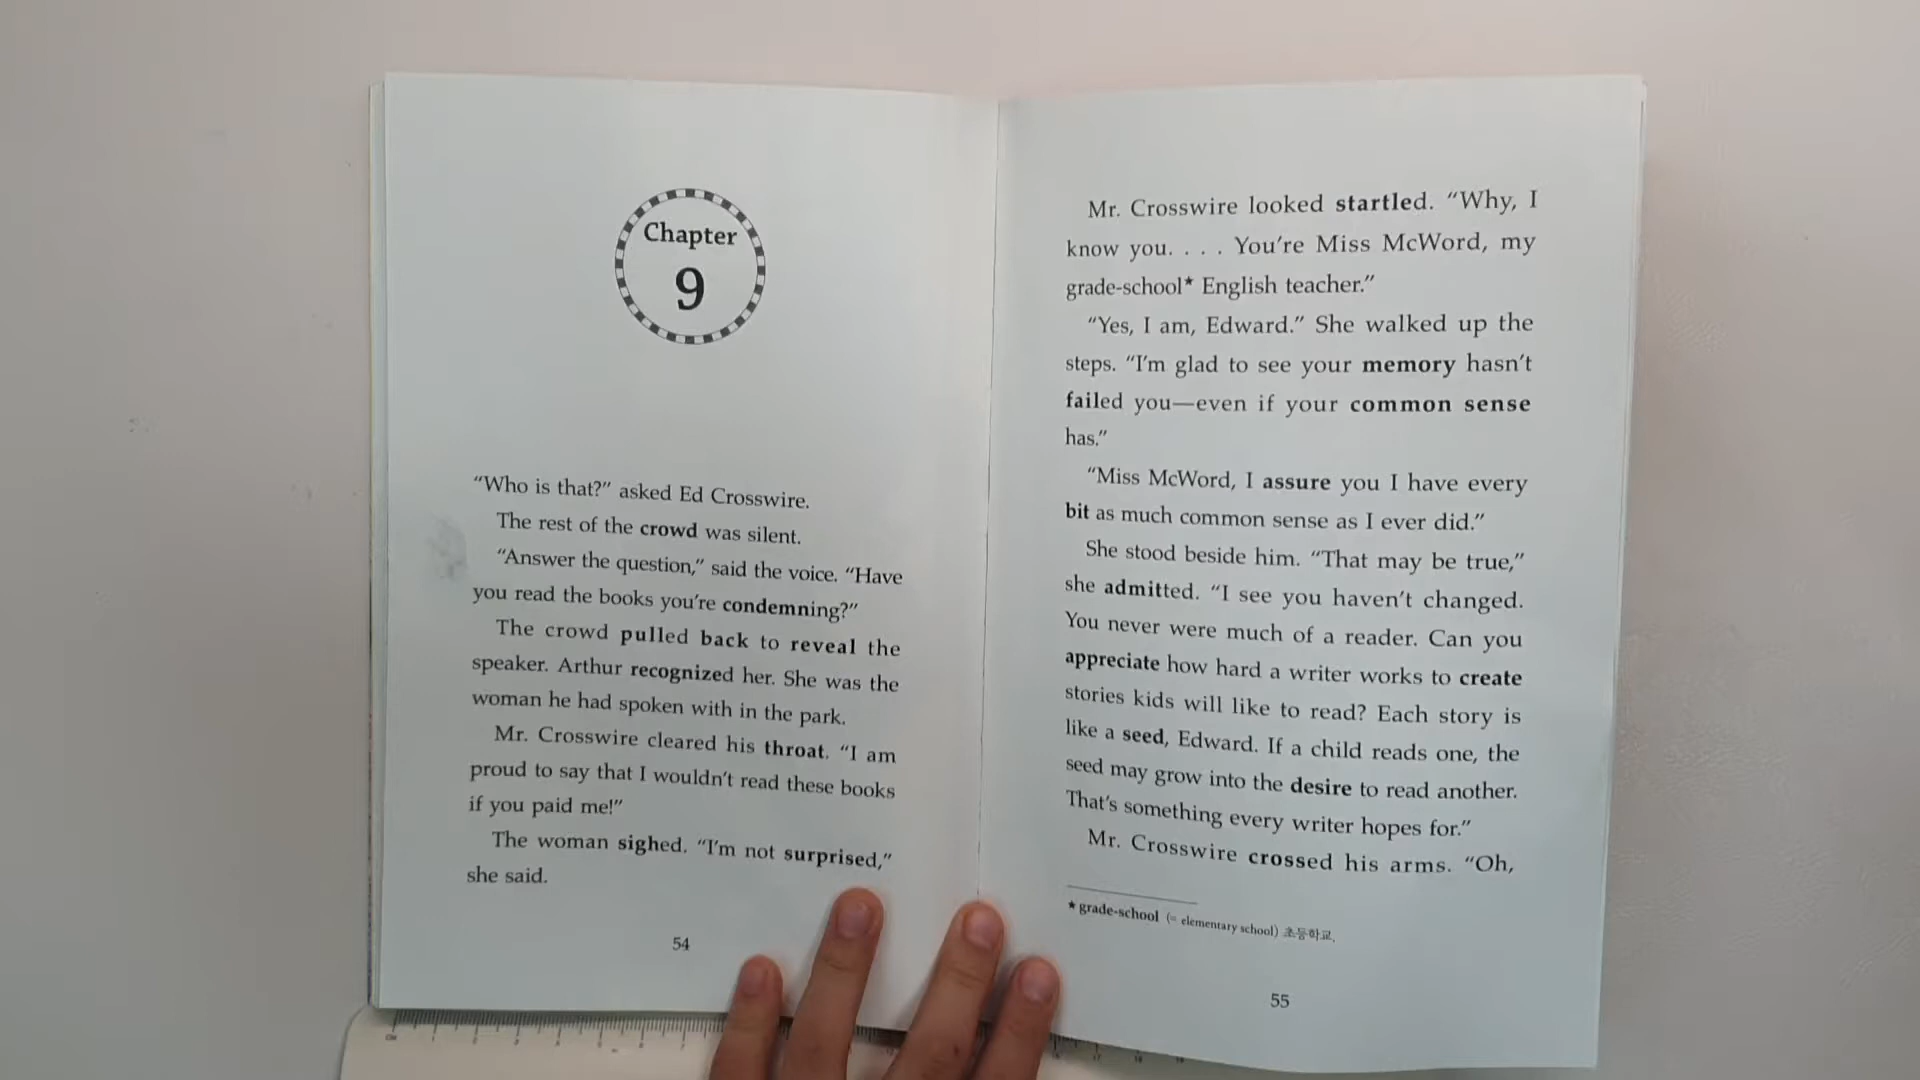 Chapter
9
“Who is that?” asked Ed Crosswire.
The rest of the crowd was silent.
“Answer the question,” said the voice. “Have
you read the books you’re condemning?”
The crowd pulled back to reveal the
speaker. Arthur recognized her. She was the
woman he had spoken with in the park.
Mr. Crosswire cleared his throat. “I am
proud to say that I wouldn’t read these books
if you paid me!”
The woman sighed. “I’m not surprised,”
she said.
54
Mr. Crosswire looked startled. “Why, I
know you. . . . You’re Miss McWord, my
grade-school★ English teacher.”
“Yes, I am, Edward.” She walked up the
steps. “I’m glad to see your memory hasn’t
failed you—even if your common sense
has.”
“Miss McWord, I assure you I have every
bit as much common sense as I ever did.”
She stood beside him. “That may be true,”
she admitted. “I see you haven’t changed.
You never were much of a reader. Can you
appreciate how hard a writer works to create
stories kids will like to read? Each story is
like a seed, Edward. If a child reads one, the
seed may grow into the desire to read another.
That’s something every writer hopes for.”
Mr. Crosswire crossed his arms. “Oh,
★ grade-school (= elementary school) 초등학교.
55